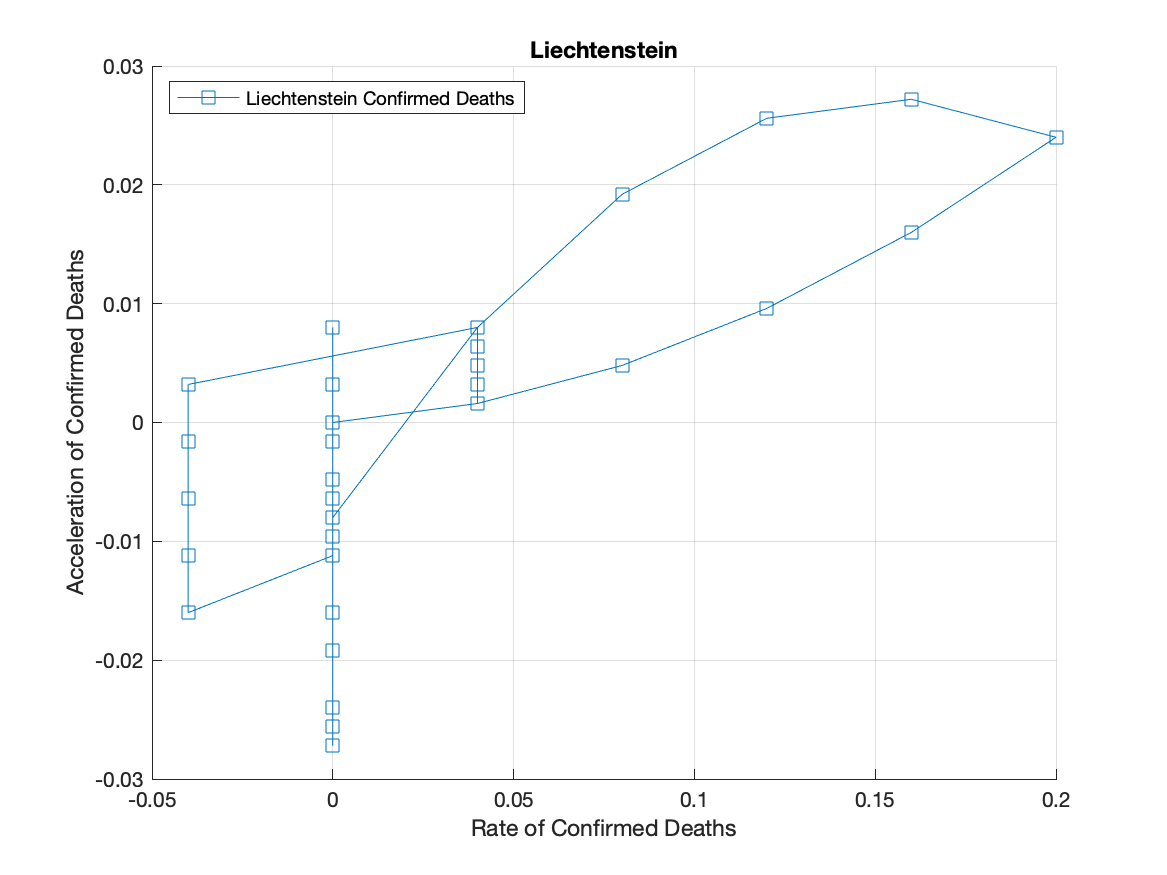 Liechtenstein
0.03
Liechtenstein Confirmed Deaths
0.02
0.01
0
-0.01
-0.02
-0.03
Acceleration of Confirmed Deaths
-0.05 0 0.05 0.1 0.15 0.2
Rate of Confirmed Deaths